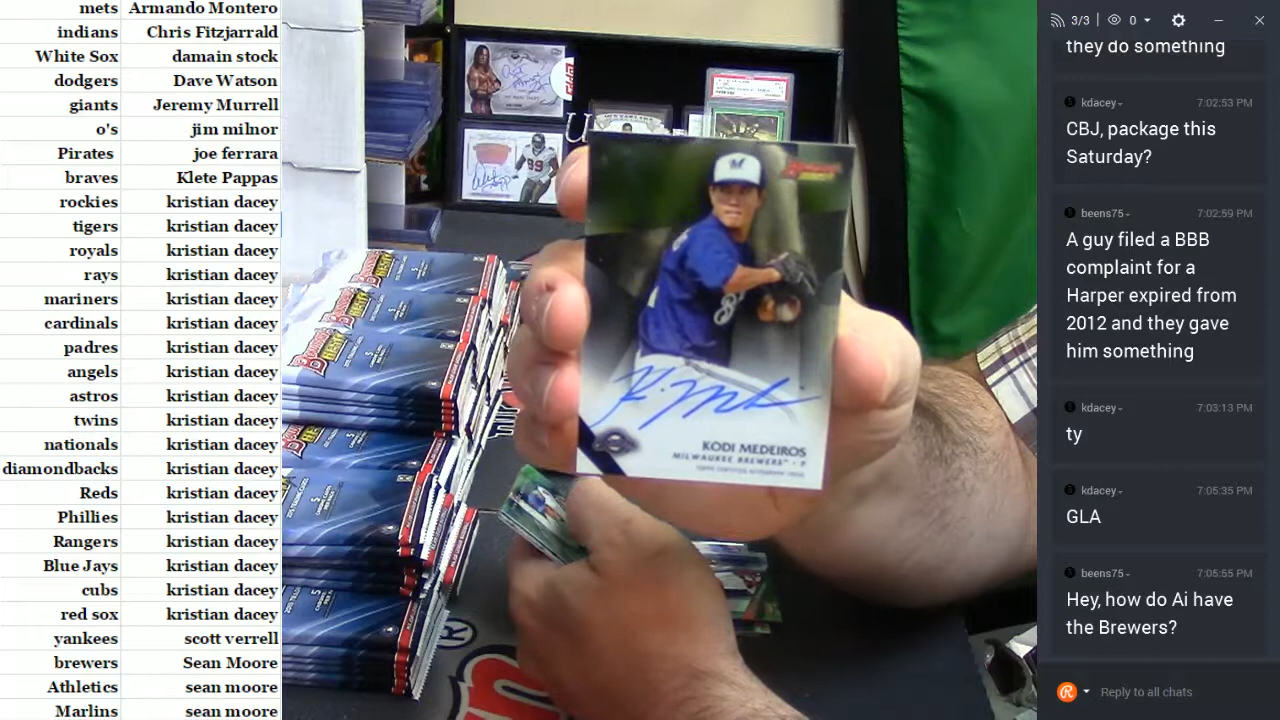 mets Armando Montero
indians Chris Fitzjarrald
White Sox damain stock
dodgers Dave Watson
giants Jeremy Murrell
o's jim milnor
Pirates joe ferrara
braves Klete Pappas
rockies kristian dacey
tigers kristian dacey
royals kristian dacey
rays kristian dacey
mariners kristian dacey
cardinals kristian dacey
padres kristian dacey
angels kristian dacey
astros kristian dacey
twins kristian dacey
nationals kristian dacey
diamondbacks kristian dacey
Reds kristian dacey
Phillies kristian dacey
Rangers kristian dacey
Blue Jays kristian dacey
cubs kristian dacey
red sox kristian dacey
yankees scott verrell
brewers Sean Moore
Athletics sean moore
Marlins sean moore
Bowman's
BEST
KODI MEDEIROS
MILWAUKEE BREWERS™ • P
TOPPS CERTIFIED AUTOGRAPH ISSUE
3/3
0
they do something
kdacey
7:02:53 PM
CBJ, package this
Saturday?
beens75
7:02:59 PM
A guy filed a BBB
complaint for a
Harper expired from
2012 and they gave
him something
kdacey
7:03:13 PM
ty
kdacey
7:05:35 PM
GLA
beens75
7:05:55 PM
Hey, how do Ai have
the Brewers?
Reply to all chats